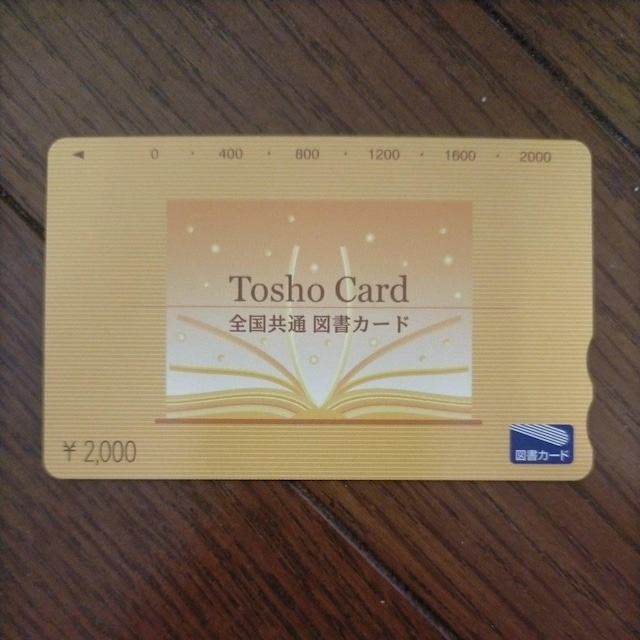 ◀ 0 ・ 400 ・ 800 ・ 1200 ・ 1600 ・ 2000
Tosho Card
全国共通 図書カード
¥ 2,000
図書カード